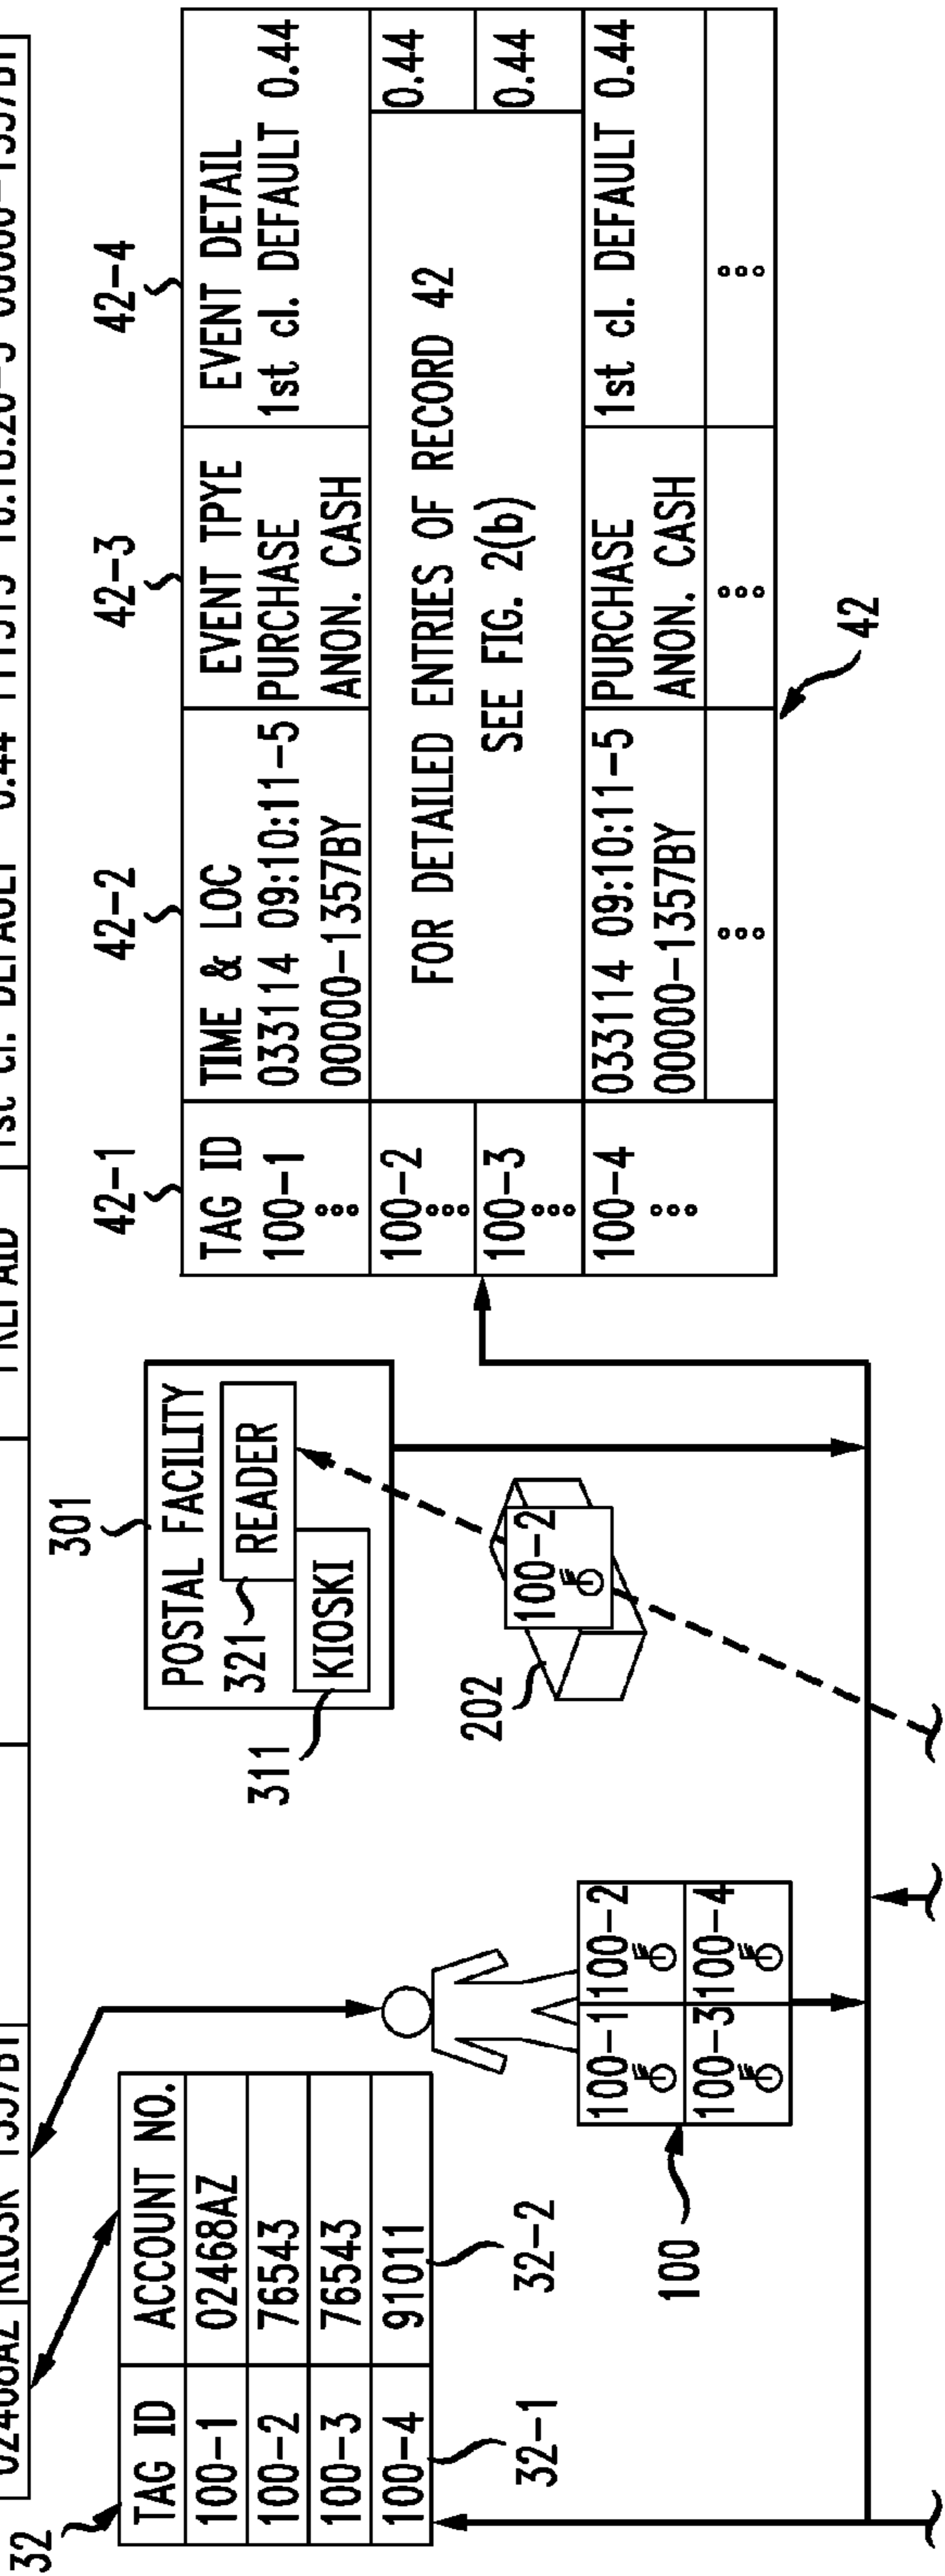 PREPAID
1st cl. DEFAULT 0.44
02468AZ
KIOSK 1357BY
32
TAG ID ACCOUNT NO.
100-1 02468AZ
100-2 76543
100-3 76543
100-4 91011
32-1
32-2
100
100-1 100-2
100-3 100-4
301
POSTAL FACILITY
321
READER
KIOSKI
311
202
100-2
42-1 42-2 42-3 42-4
TAG ID TIME & LOC EVENT TPYE EVENT DETAIL
100-1 033114 09:10:11-5 PURCHASE 1st cl. DEFAULT 0.44
00000-1357BY ANON. CASH
100-2 0.44
FOR DETAILED ENTRIES OF RECORD 42
100-3 0.44
SEE FIG. 2(b)
100-4 033114 09:10:11-5 PURCHASE 1st cl. DEFAULT 0.44
00000-1357BY ANON. CASH
42